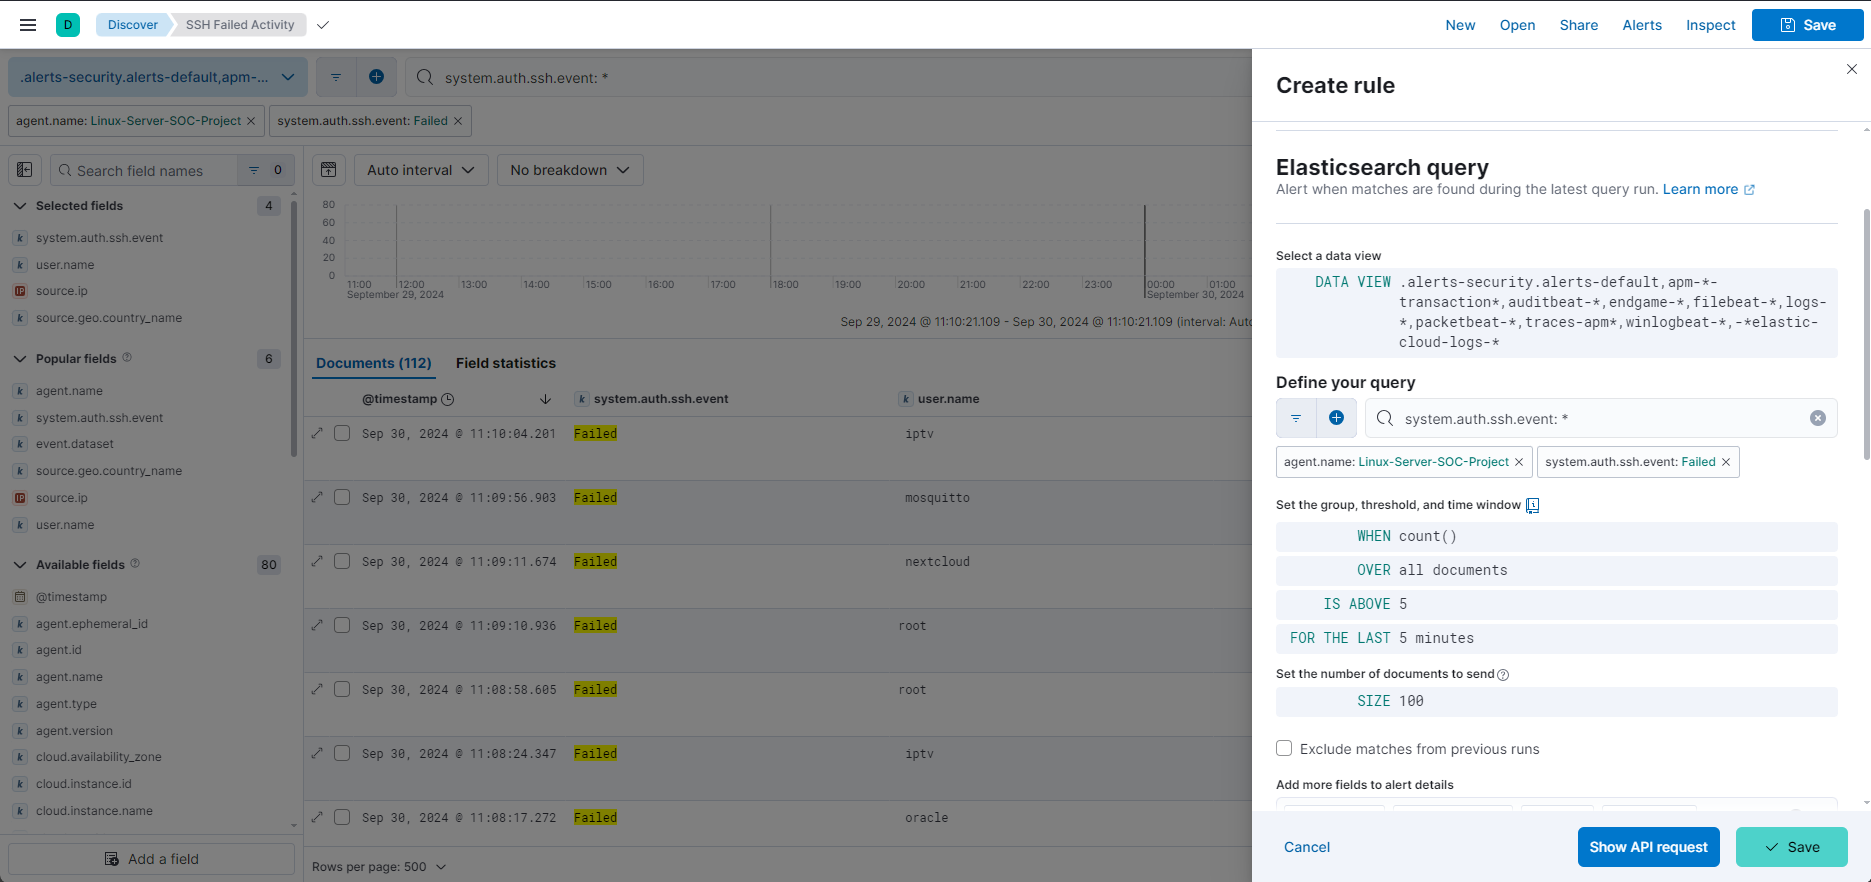 D
Discover
SSH Failed Activity
New
Open
Share
Alerts
Inspect
Save
.alerts-security.alerts-default,apm-...
system.auth.ssh.event: *
agent.name: Linux-Server-SOC-Project
system.auth.ssh.event: Failed
Search field names
0
Selected fields
4
k system.auth.ssh.event
k user.name
IP source.ip
k source.geo.country_name
Popular fields
6
k agent.name
k system.auth.ssh.event
k event.dataset
k source.geo.country_name
IP source.ip
k user.name
Available fields
80
@timestamp
k agent.ephemeral_id
k agent.id
k agent.name
k agent.type
k agent.version
k cloud.availability_zone
k cloud.instance.id
k cloud.instance.name
Add a field
Auto interval
No breakdown
80
60
40
20
0
11:00 12:00 13:00 14:00 15:00 16:00 17:00 18:00 19:00 20:00 21:00 22:00 23:00 00:00 01:00
September 29, 2024 September 30, 2024
Sep 29, 2024 @ 11:10:21.109 - Sep 30, 2024 @ 11:10:21.109 (interval: Auto
Documents (112)
Field statistics
@timestamp k system.auth.ssh.event k user.name
Sep 30, 2024 @ 11:10:04.201 Failed iptv
Sep 30, 2024 @ 11:09:56.903 Failed mosquitto
Sep 30, 2024 @ 11:09:11.674 Failed nextcloud
Sep 30, 2024 @ 11:09:10.936 Failed root
Sep 30, 2024 @ 11:08:58.605 Failed root
Sep 30, 2024 @ 11:08:24.347 Failed iptv
Sep 30, 2024 @ 11:08:17.272 Failed oracle
Rows per page: 500
Create rule
Elasticsearch query
Alert when matches are found during the latest query run. Learn more
Select a data view
DATA VIEW .alerts-security.alerts-default,apm-*-
transaction*,auditbeat-*,endgame-*,filebeat-*,logs-
*,packetbeat-*,traces-apm*,winlogbeat-*,-*elastic-
cloud-logs-*
Define your query
system.auth.ssh.event: *
agent.name: Linux-Server-SOC-Project
system.auth.ssh.event: Failed
Set the group, threshold, and time window
WHEN count()
OVER all documents
IS ABOVE 5
FOR THE LAST 5 minutes
Set the number of documents to send
SIZE 100
Exclude matches from previous runs
Add more fields to alert details
Cancel
Show API request
Save